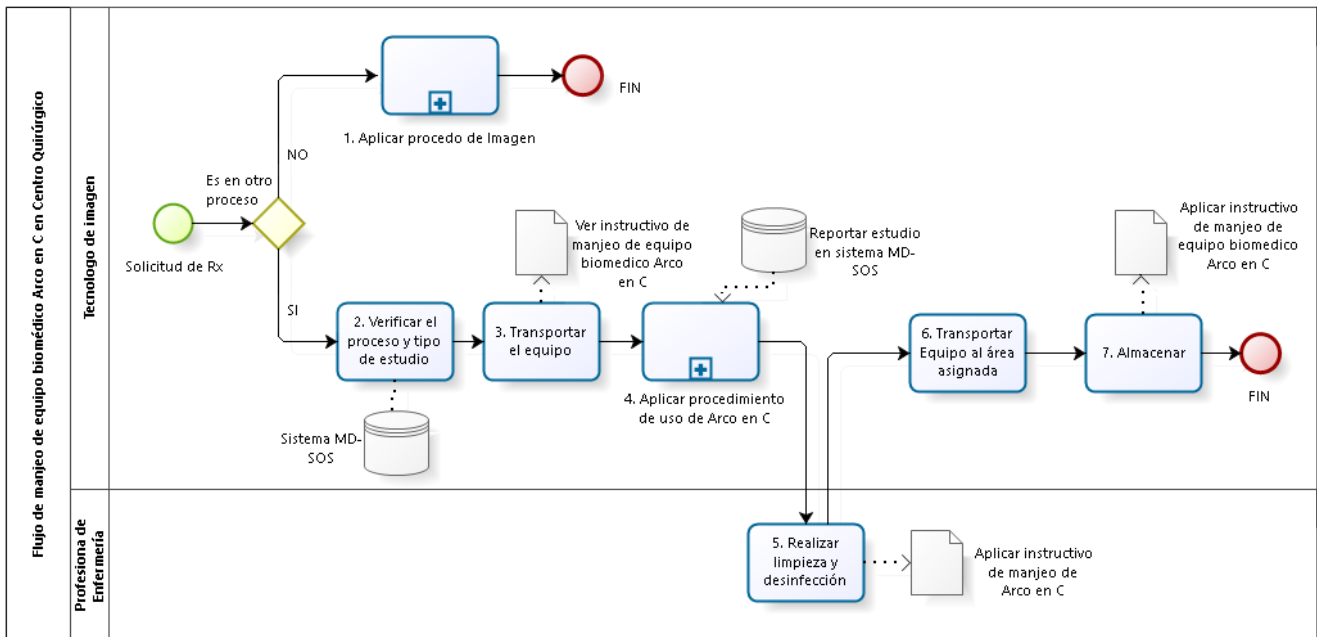 Flujo de manjeo de equipo biomédico Arco en C en Centro Quirúrgico
Tecnologo de imagen
1. Aplicar procedo de Imagen
FIN
NO
Es en otro
proceso
Solicitud de Rx
SI
2. Verificar el
proceso y tipo
de estudio
Sistema MD-
SOS
3. Transportar
el equipo
Ver instructivo de
manjeo de equipo
biomedico Arco
en C
4. Aplicar procedimiento
de uso de Arco en C
Reportar estudio
en sistema MD-
SOS
6. Transportar
Equipo al área
asignada
7. Almacenar
Aplicar instructivo
de manjeo de
equipo biomedico
Arco en C
FIN
Profesiona de
Enfermería
5. Realizar
limpieza y
desinfección
Aplicar instructivo
de manjeo de
Arco en C